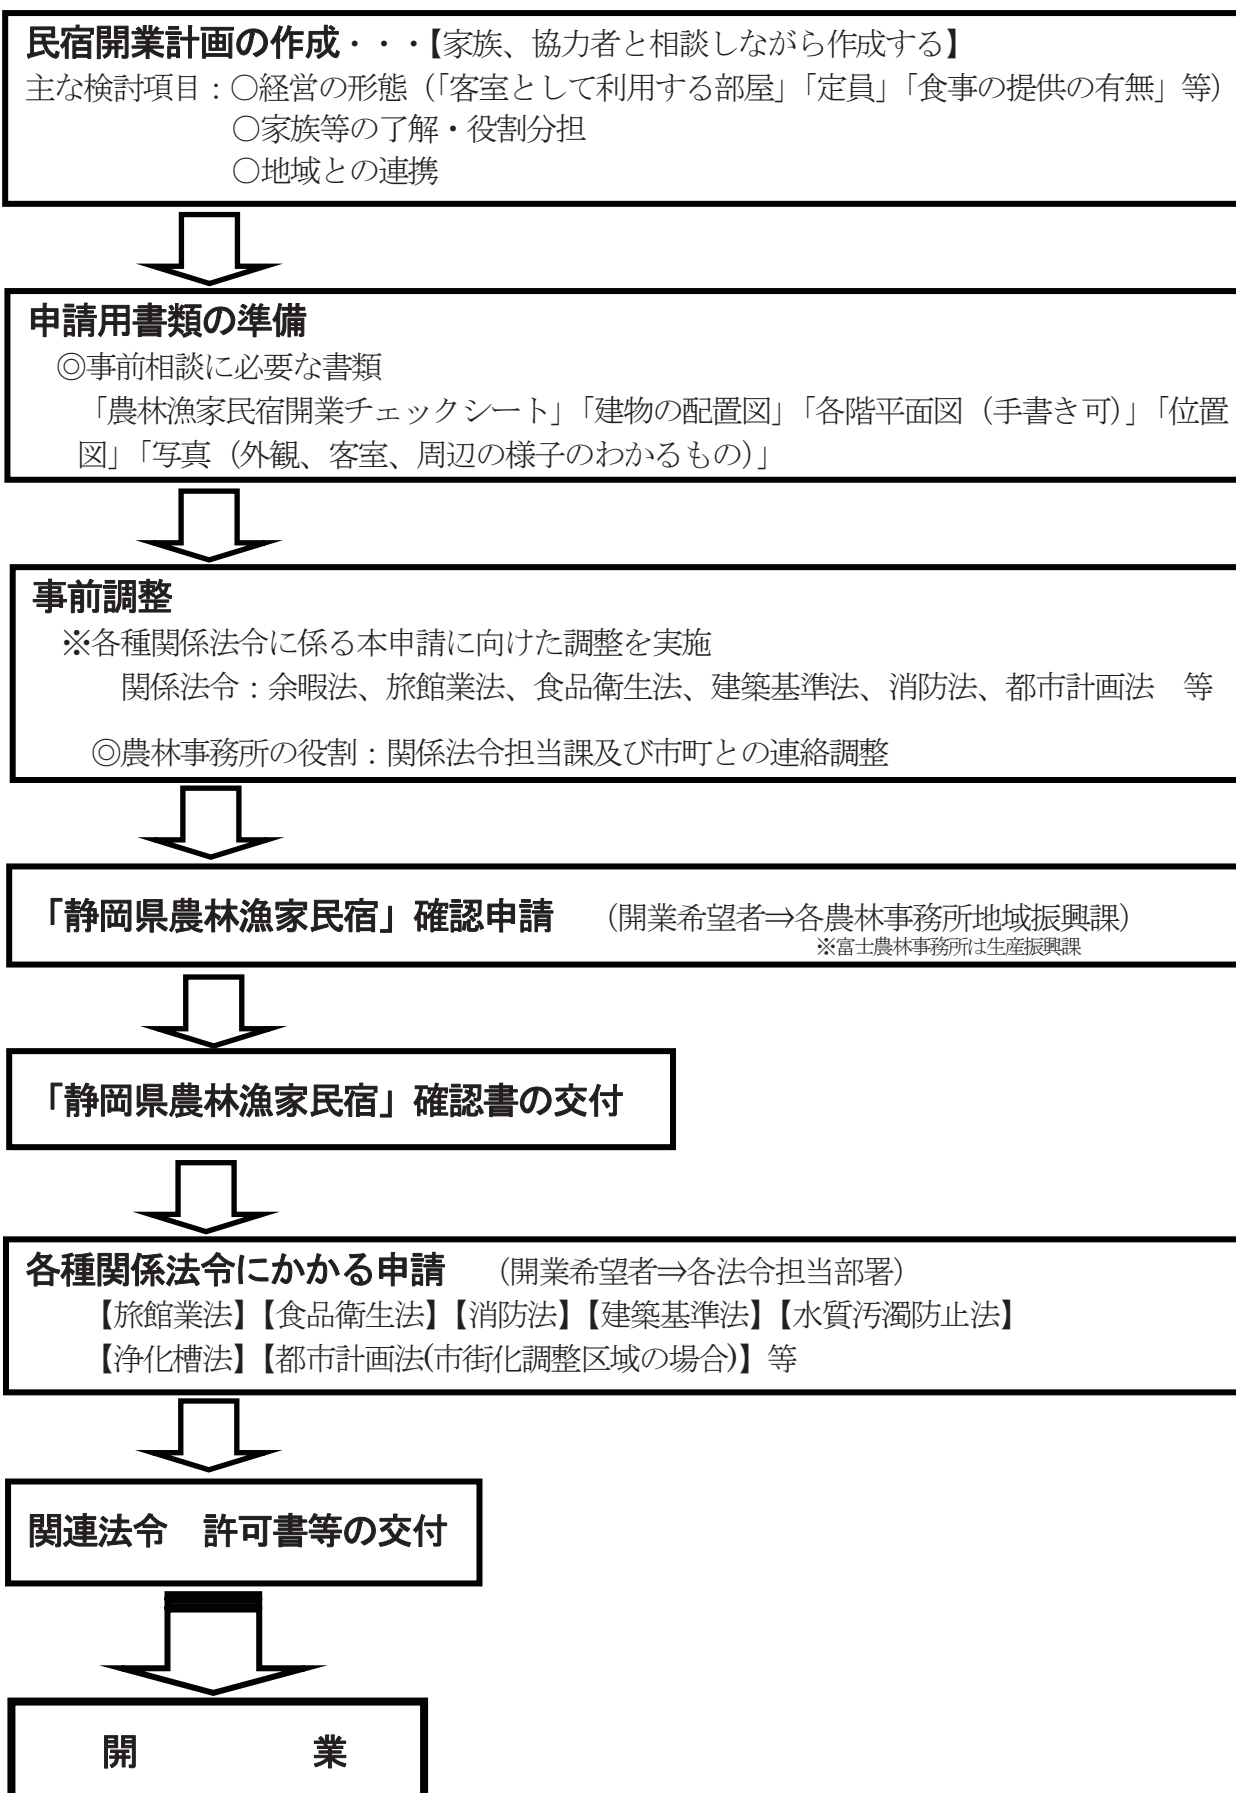 民宿開業計画の作成・・・【家族、協力者と相談しながら作成する】
主な検討項目：○経営の形態（「客室として利用する部屋」「定員」「食事の提供の有無」等）
○家族等の了解・役割分担
○地域との連携
申請用書類の準備
◎事前相談に必要な書類
「農林漁家民宿開業チェックシート」「建物の配置図」「各階平面図（手書き可）」「位置
図」「写真（外観、客室、周辺の様子のわかるもの）」
事前調整
※各種関係法令に係る本申請に向けた調整を実施
関係法令：余暇法、旅館業法、食品衛生法、建築基準法、消防法、都市計画法　等
◎農林事務所の役割：関係法令担当課及び市町との連絡調整
「静岡県農林漁家民宿」確認申請　（開業希望者⇒各農林事務所地域振興課）
※富士農林事務所は生産振興課
「静岡県農林漁家民宿」確認書の交付
各種関係法令にかかる申請　（開業希望者⇒各法令担当部署）
【旅館業法】【食品衛生法】【消防法】【建築基準法】【水質汚濁防止法】
【浄化槽法】【都市計画法(市街化調整区域の場合)】等
関連法令　許可書等の交付
開　　　　　業